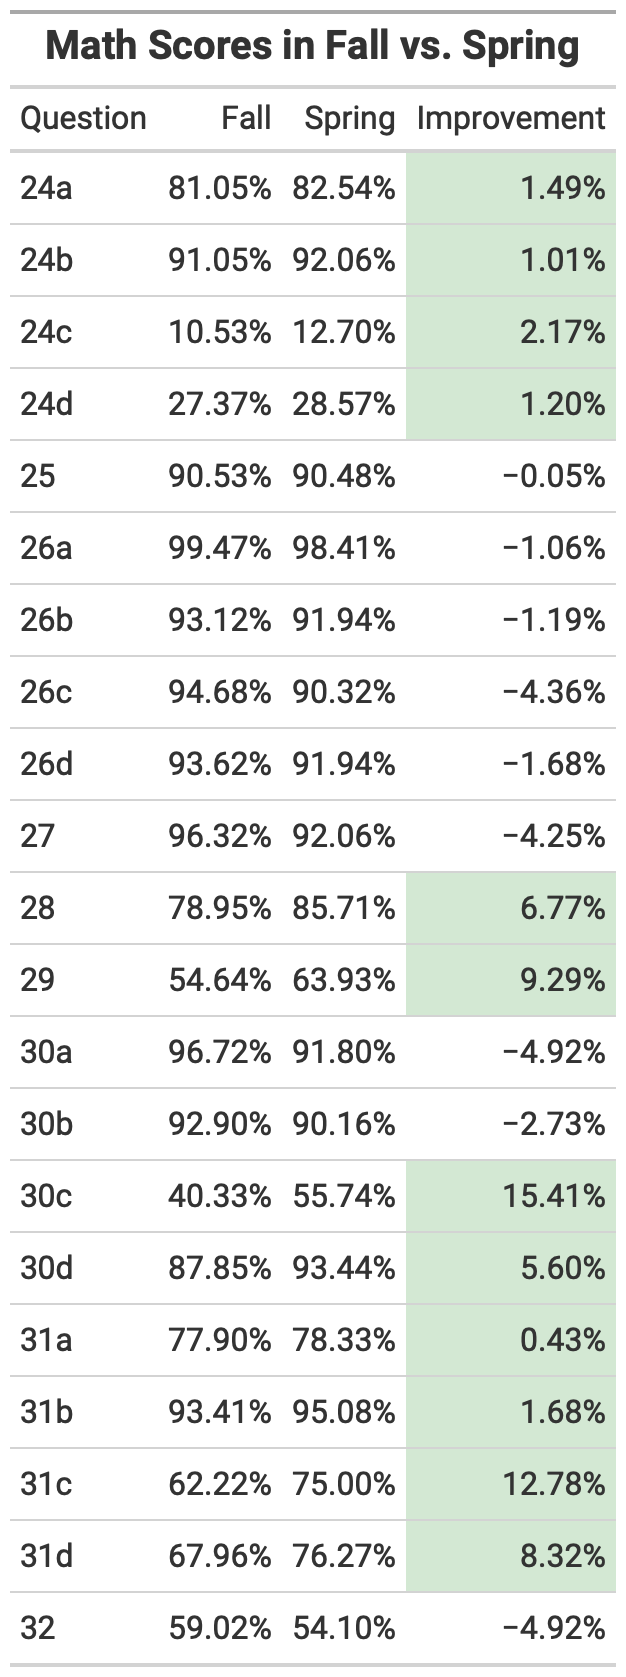 Math Scores in Fall vs. Spring
Question Fall Spring Improvement
24a 81.05% 82.54% 1.49%
24b 91.05% 92.06% 1.01%
24c 10.53% 12.70% 2.17%
24d 27.37% 28.57% 1.20%
25 90.53% 90.48% −0.05%
26a 99.47% 98.41% −1.06%
26b 93.12% 91.94% −1.19%
26c 94.68% 90.32% −4.36%
26d 93.62% 91.94% −1.68%
27 96.32% 92.06% −4.25%
28 78.95% 85.71% 6.77%
29 54.64% 63.93% 9.29%
30a 96.72% 91.80% −4.92%
30b 92.90% 90.16% −2.73%
30c 40.33% 55.74% 15.41%
30d 87.85% 93.44% 5.60%
31a 77.90% 78.33% 0.43%
31b 93.41% 95.08% 1.68%
31c 62.22% 75.00% 12.78%
31d 67.96% 76.27% 8.32%
32 59.02% 54.10% −4.92%